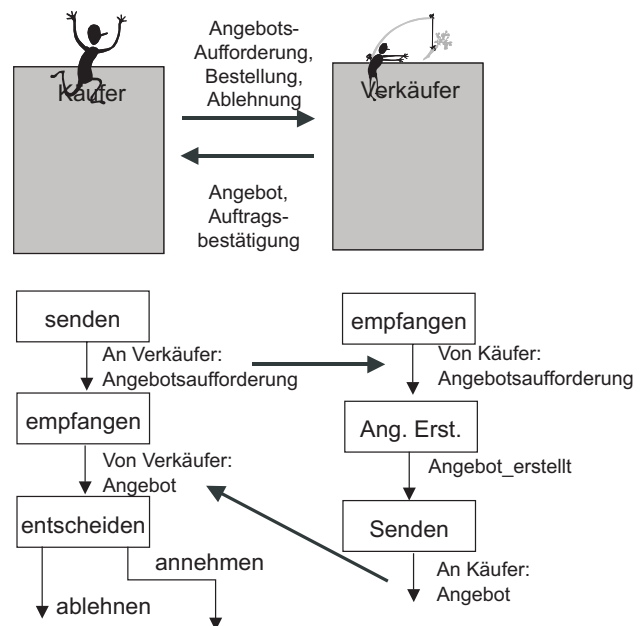 Käufer
Angebots-
Aufforderung,
Bestellung,
Ablehnung
Verkäufer
Angebot,
Auftrags-
bestätigung
senden
An Verkäufer:
Angebotsaufforderung
empfangen
Von Verkäufer:
Angebot
entscheiden
annehmen
ablehnen
empfangen
Von Käufer:
Angebotsaufforderung
Ang. Erst.
Angebot_erstellt
Senden
An Käufer:
Angebot